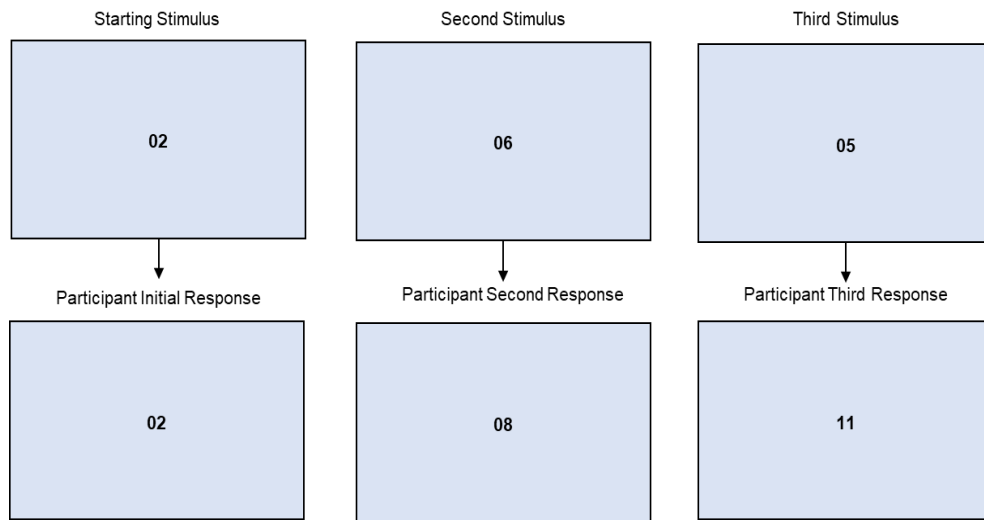 Starting Stimulus
Second Stimulus
Third Stimulus
02
06
05
Participant Initial Response
Participant Second Response
Participant Third Response
02
08
11